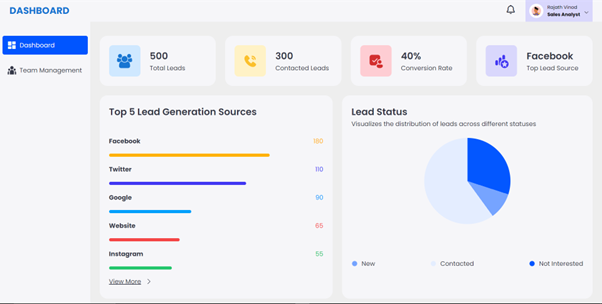 DASHBOARD
Rajath Vinod
Sales Analyst
Dashboard
Team Management
500
Total Leads
300
Contacted Leads
40%
Conversion Rate
Facebook
Top Lead Source
Top 5 Lead Generation Sources
Facebook 180
Twitter 110
Google 90
Website 65
Instagram 55
View More
Lead Status
Visualizes the distribution of leads across different statuses
New Contacted Not Interested